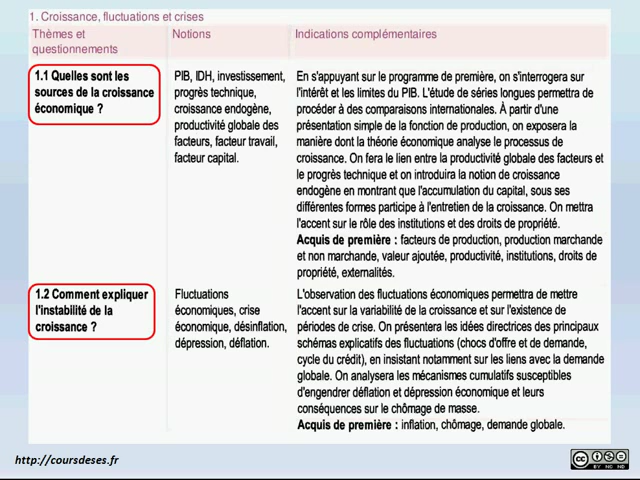 1. Croissance, fluctuations et crises
Thèmes et questionnements
Notions
Indications complémentaires
1.1 Quelles sont les
sources de la croissance
économique ?
PIB, IDH, investissement,
progrès technique,
croissance endogène,
productivité globale des
facteurs, facteur travail,
facteur capital.
En s'appuyant sur le programme de première, on s'interrogera sur
l'intérêt et les limites du PIB. L'étude de séries longues permettra de
procéder à des comparaisons internationales. À partir d'une
présentation simple de la fonction de production, on exposera la
manière dont la théorie économique analyse le processus de
croissance. On fera le lien entre la productivité globale des facteurs et
le progrès technique et on introduira la notion de croissance
endogène en montrant que l'accumulation du capital, sous ses
différentes formes participe à l'entretien de la croissance. On mettra
l'accent sur le rôle des institutions et des droits de propriété.
Acquis de première : facteurs de production, production marchande
et non marchande, valeur ajoutée, productivité, institutions, droits de
propriété, externalités.
1.2 Comment expliquer
l'instabilité de la
croissance ?
Fluctuations
économiques, crise
économique, désinflation,
dépression, déflation.
L'observation des fluctuations économiques permettra de mettre
l'accent sur la variabilité de la croissance et sur l'existence de
périodes de crise. On présentera les idées directrices des principaux
schémas explicatifs des fluctuations (chocs d'offre et de demande,
cycle du crédit), en insistant notamment sur les liens avec la demande
globale. On analysera les mécanismes cumulatifs susceptibles
d'engendrer déflation et dépression économique et leurs
conséquences sur le chômage de masse.
Acquis de première : inflation, chômage, demande globale.
http://coursdeses.fr
cc
BY NC ND